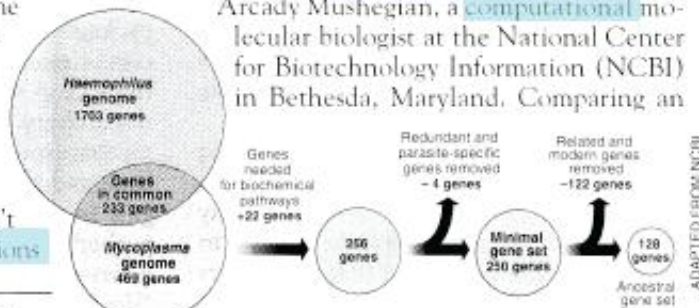 ne
Arcady Mushegian, a computational mo-
lecular biologist at the National Center
for Biotechnology Information (NCBI)
in Bethesda, Maryland. Comparing an
Haemophilus
genome
1703 genes
Genes
in common
233 genes
Mycoplasma
genome
469 genes
't
ions
Genes
needed
for biochemical
pathways
+22 genes
256
genes
Redundant and
parasite-specific
genes removed
– 4 genes
Minimal
gene set
250 genes
Related and
modern genes
removed
–122 genes
128
genes
Ancestral
gene set
ADAPTED FROM NCBI